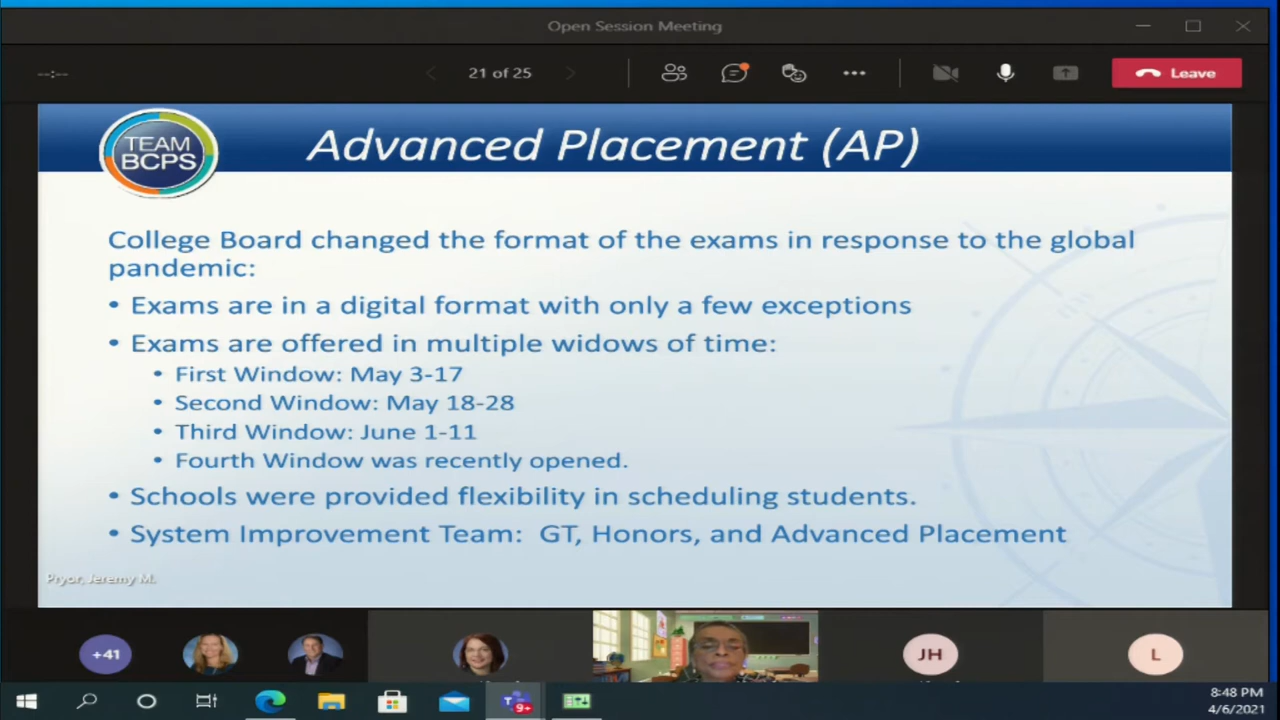 Open Session Meeting
--:--
21 of 25
Leave
TEAM
BCPS
Advanced Placement (AP)
College Board changed the format of the exams in response to the global
pandemic:
• Exams are in a digital format with only a few exceptions
• Exams are offered in multiple widows of time:
• First Window: May 3-17
• Second Window: May 18-28
• Third Window: June 1-11
• Fourth Window was recently opened.
• Schools were provided flexibility in scheduling students.
• System Improvement Team: GT, Honors, and Advanced Placement
Pryor, Jeremy M.
+41
JH
L
9+
8:48 PM
4/6/2021